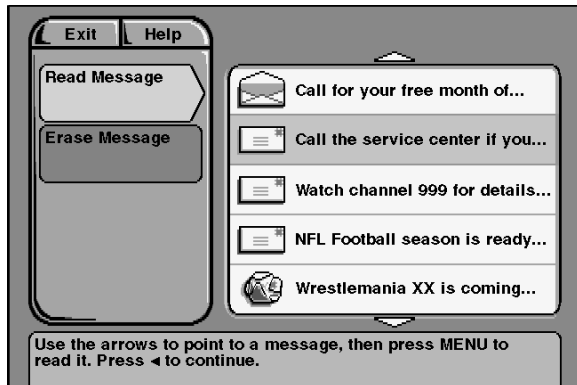 Exit Help
Read Message
Erase Message
Call for your free month of...
Call the service center if you...
Watch channel 999 for details...
NFL Football season is ready...
Wrestlemania XX is coming...
Use the arrows to point to a message, then press MENU to
read it. Press ◂ to continue.